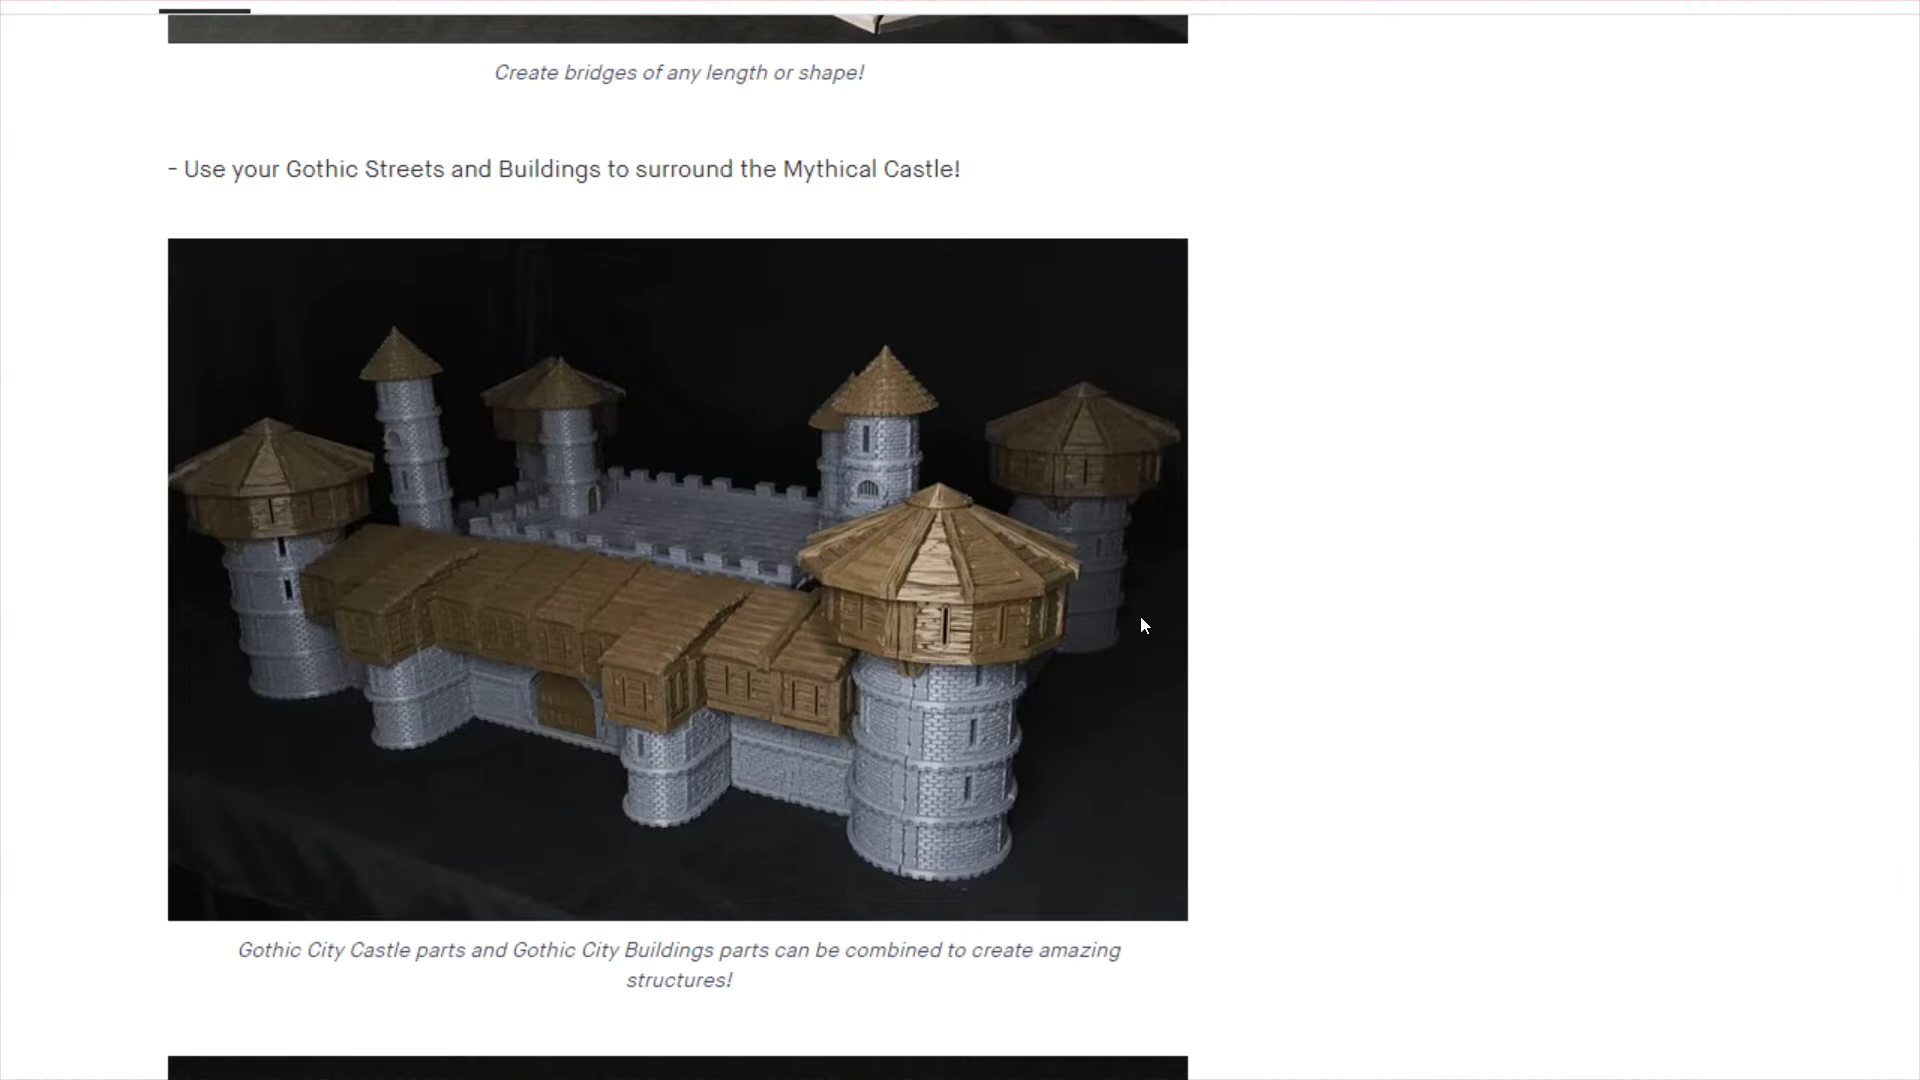 Create bridges of any length or shape!
- Use your Gothic Streets and Buildings to surround the Mythical Castle!
Gothic City Castle parts and Gothic City Buildings parts can be combined to create amazing
structures!